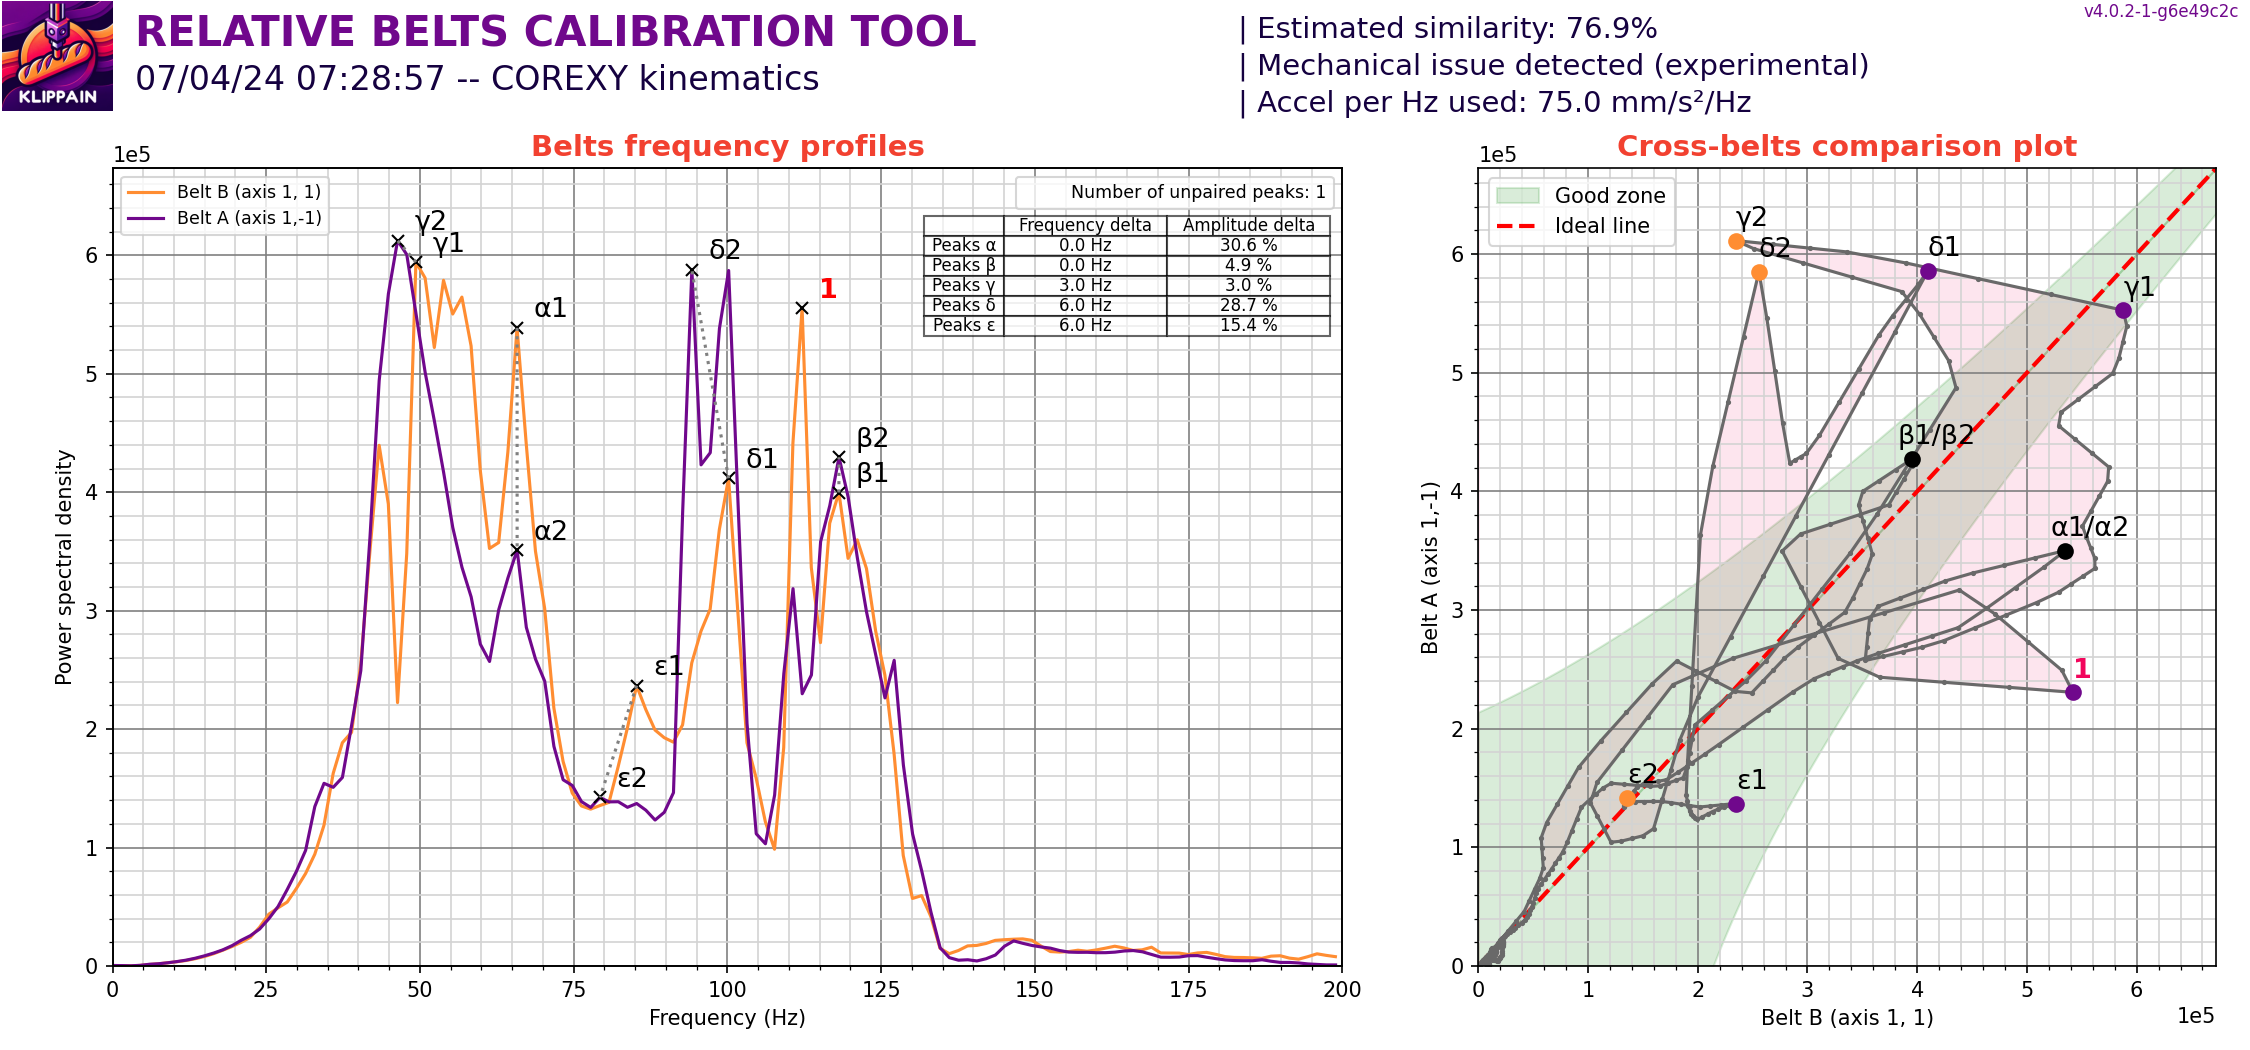 KLIPPAIN
RELATIVE BELTS CALIBRATION TOOL
07/04/24 07:28:57 -- COREXY kinematics
| Estimated similarity: 76.9%
| Mechanical issue detected (experimental)
| Accel per Hz used: 75.0 mm/s²/Hz
v4.0.2-1-g6e49c2c
Belts frequency profiles
1e5
Belt B (axis 1, 1)
Belt A (axis 1,-1)
Number of unpaired peaks: 1
Frequency delta Amplitude delta
Peaks α 0.0 Hz 30.6 %
Peaks β 0.0 Hz 4.9 %
Peaks γ 3.0 Hz 3.0 %
Peaks δ 6.0 Hz 28.7 %
Peaks ε 6.0 Hz 15.4 %
γ2
γ1
δ2
1
α1
β2
δ1
β1
α2
ε1
ε2
6
5
4
3
2
1
0
Power spectral density
0 25 50 75 100 125 150 175 200
Frequency (Hz)
Cross-belts comparison plot
1e5
Good zone
Ideal line
γ2
δ2
δ1
γ1
β1/β2
α1/α2
1
ε2
ε1
6
5
4
3
2
1
0
Belt A (axis 1,-1)
0 1 2 3 4 5 6
1e5
Belt B (axis 1, 1)